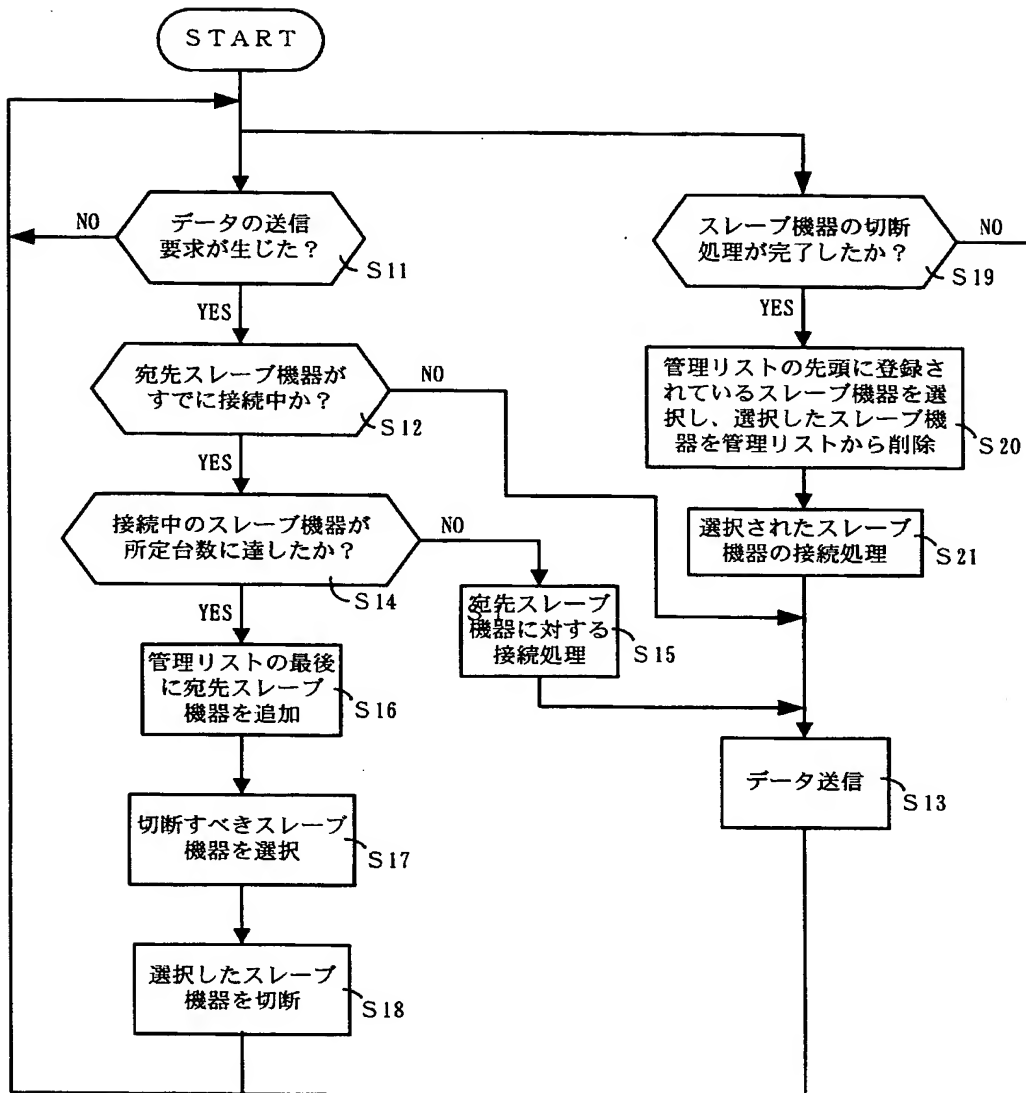 START
データの送信
要求が生じた？
NO
S11
YES
宛先スレーブ機器が
すでに接続中か？
NO
S12
YES
接続中のスレーブ機器が
所定台数に達したか？
NO
S14
YES
宛先スレーブ
機器に対する
接続処理
S15
管理リストの最後
に宛先スレーブ
機器を追加
S16
切断すべきスレーブ
機器を選択
S17
選択したスレーブ
機器を切断
S18
スレーブ機器の切断
処理が完了したか？
NO
S19
YES
管理リストの先頭に登録さ
れているスレーブ機器を選
択し、選択したスレーブ機
器を管理リストから削除
S20
選択されたスレーブ
機器の接続処理
S21
データ送信
S13